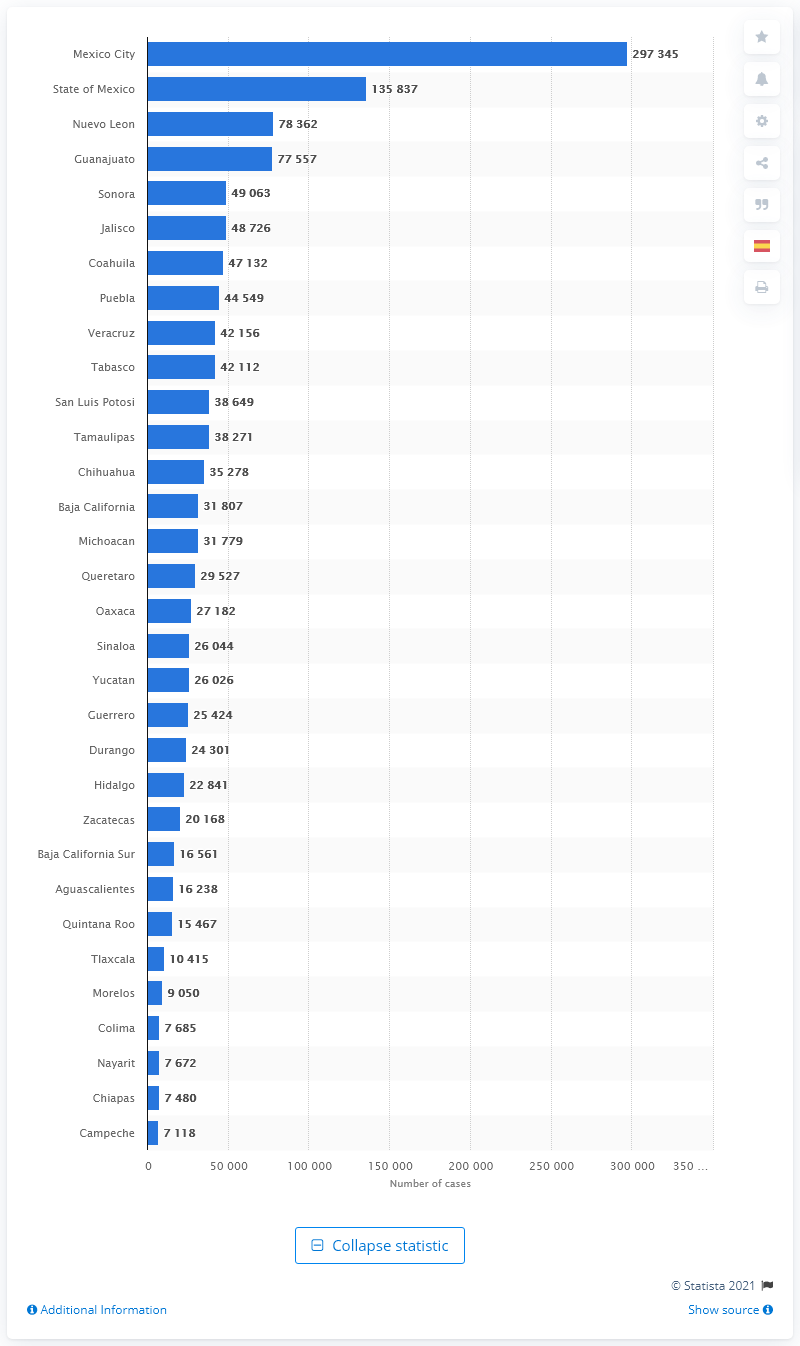 Mexico City 297 345
State of Mexico 135 837
Nuevo Leon 78 362
Guanajuato 77 557
Sonora 49 063
Jalisco 48 726
Coahuila 47 132
Puebla 44 549
Veracruz 42 156
Tabasco 42 112
San Luis Potosi 38 649
Tamaulipas 38 271
Chihuahua 35 278
Baja California 31 807
Michoacan 31 779
Queretaro 29 527
Oaxaca 27 182
Sinaloa 26 044
Yucatan 26 026
Guerrero 25 424
Durango 24 301
Hidalgo 22 841
Zacatecas 20 168
Baja California Sur 16 561
Aguascalientes 16 238
Quintana Roo 15 467
Tlaxcala 10 415
Morelos 9 050
Colima 7 685
Nayarit 7 672
Chiapas 7 480
Campeche 7 118
0 50 000 100 000 150 000 200 000 250 000 300 000 350 ...
Number of cases
Collapse statistic
© Statista 2021
Additional Information Show source